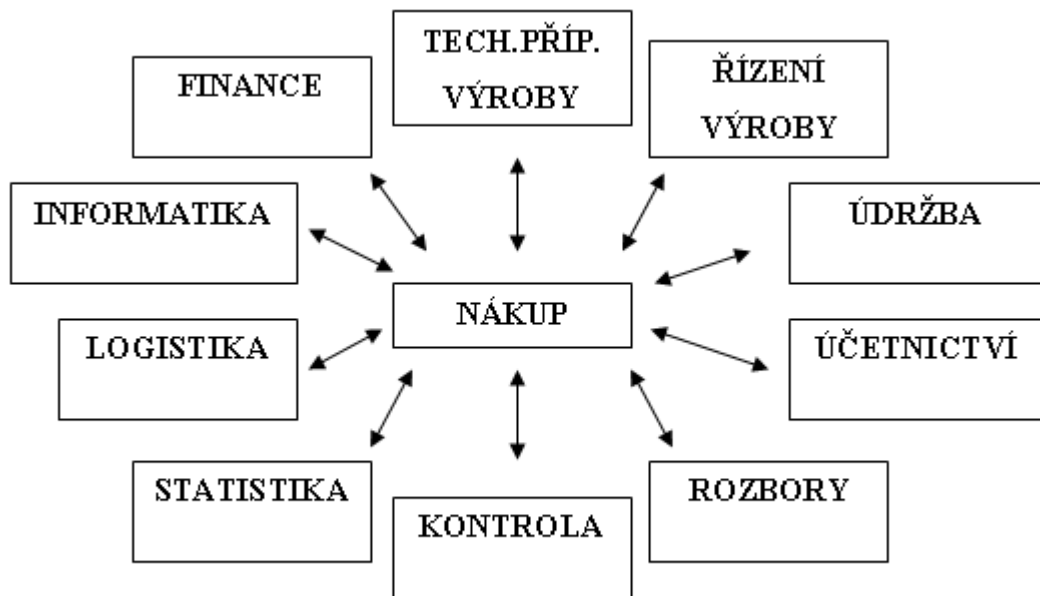 TECH.PŘÍP.
VÝROBY
FINANCE
ŘÍZENÍ
VÝROBY
INFORMATIKA
ÚDRŽBA
NÁKUP
LOGISTIKA
ÚČETNICTVÍ
STATISTIKA
KONTROLA
ROZBORY